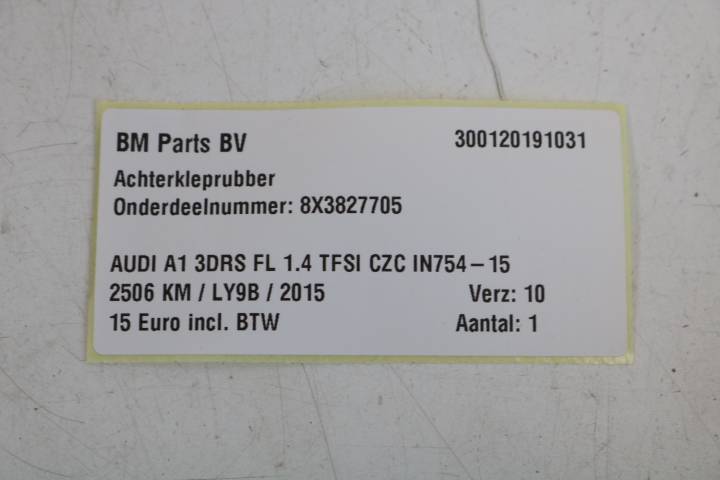 BM Parts BV 300120191031
Achterkleprubber
Onderdeelnummer: 8X3827705
AUDI A1 3DRS FL 1.4 TFSI CZC IN754-15
2506 KM / LY9B / 2015 Verz: 10
15 Euro incl. BTW Aantal: 1